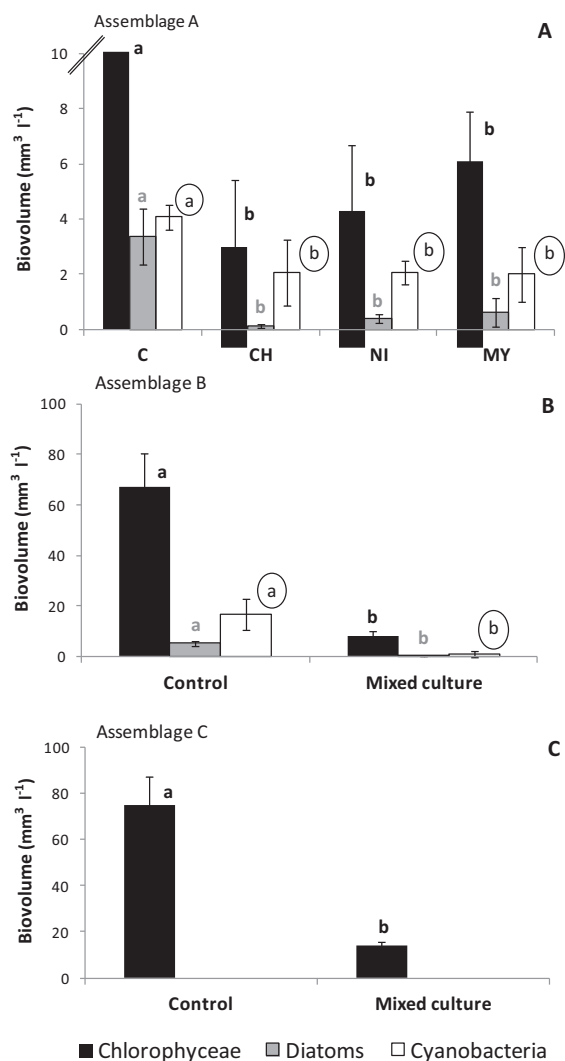 Assemblage A
A
Biovolume (mm³ l⁻¹)
10
8
6
4
2
0
a
a
a
b
b
b
b
b
b
b
b
b
C CH NI MY
Assemblage B
B
Biovolume (mm³ l⁻¹)
100
80
60
40
20
0
a
a
a
b
b
b
Control Mixed culture
Assemblage C
C
Biovolume (mm³ l⁻¹)
100
80
60
40
20
0
a
b
Control Mixed culture
Chlorophyceae Diatoms Cyanobacteria